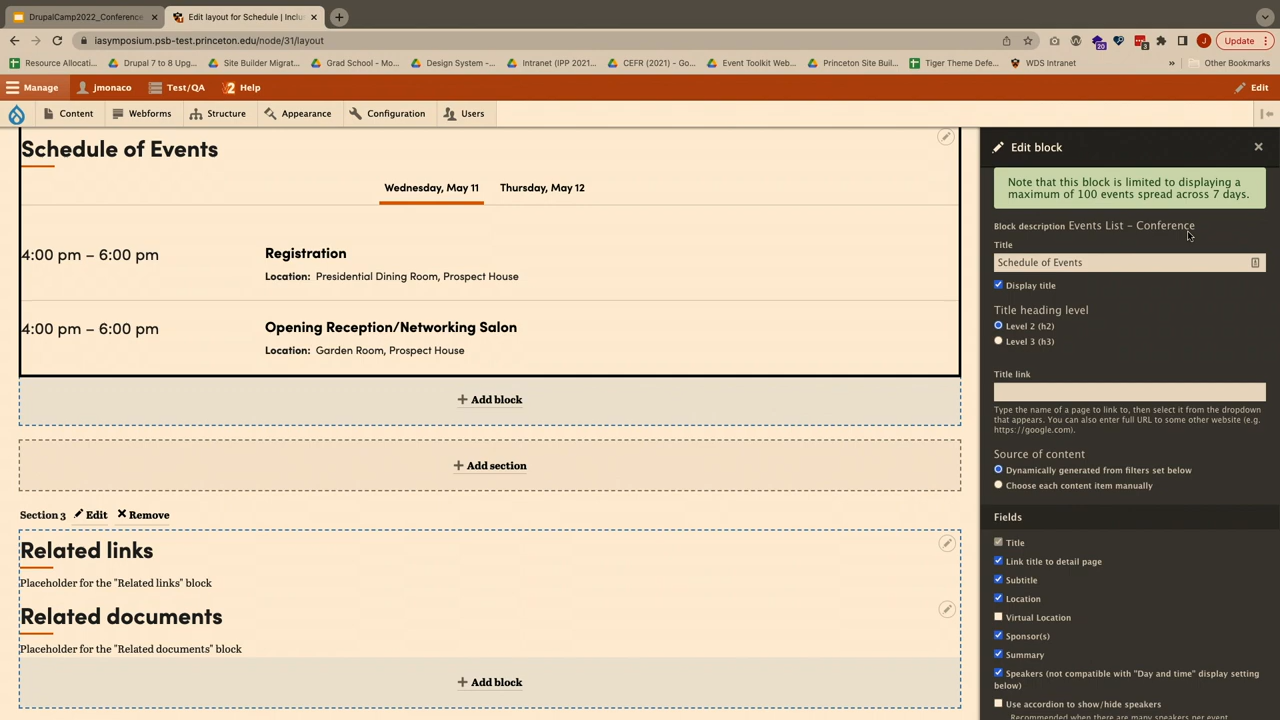 DrupalCamp2022_Conference
Edit layout for Schedule | Inclu
iasymposium.psb-test.princeton.edu/node/31/layout
20
3
J
Update
Resource Allocati...
Drupal 7 to 8 Upg...
Site Builder Migrat...
Grad School - Mo...
Design System -...
Intranet (IPP 2021...
CEFR (2021) - Go...
Event Toolkit Web...
Princeton Site Buil...
Tiger Theme Defe...
WDS Intranet
»
Other Bookmarks
Manage
Jmonaco
Test/QA
V2 Help
Edit
Content
Webforms
Structure
Appearance
Configuration
Users
Schedule of Events
Wednesday, May 11
Thursday, May 12
4:00 pm – 6:00 pm
Registration
Location: Presidential Dining Room, Prospect House
4:00 pm – 6:00 pm
Opening Reception/Networking Salon
Location: Garden Room, Prospect House
+ Add block
+ Add section
Section 3 Edit Remove
Related links
Placeholder for the "Related links" block
Related documents
Placeholder for the "Related documents" block
+ Add block
Edit block
Note that this block is limited to displaying a
maximum of 100 events spread across 7 days.
Block description Events List – Conference
Title
Schedule of Events
Display title
Title heading level
Level 2 (h2)
Level 3 (h3)
Title link
Type the name of a page to link to, then select it from the dropdown
that appears. You can also enter full URL to some other website (e.g.
https://google.com).
Source of content
Dynamically generated from filters set below
Choose each content item manually
Fields
Title
Link title to detail page
Subtitle
Location
Virtual Location
Sponsor(s)
Summary
Speakers (not compatible with "Day and time" display setting
below)
Use accordion to show/hide speakers
Recommended when there are many speakers per event